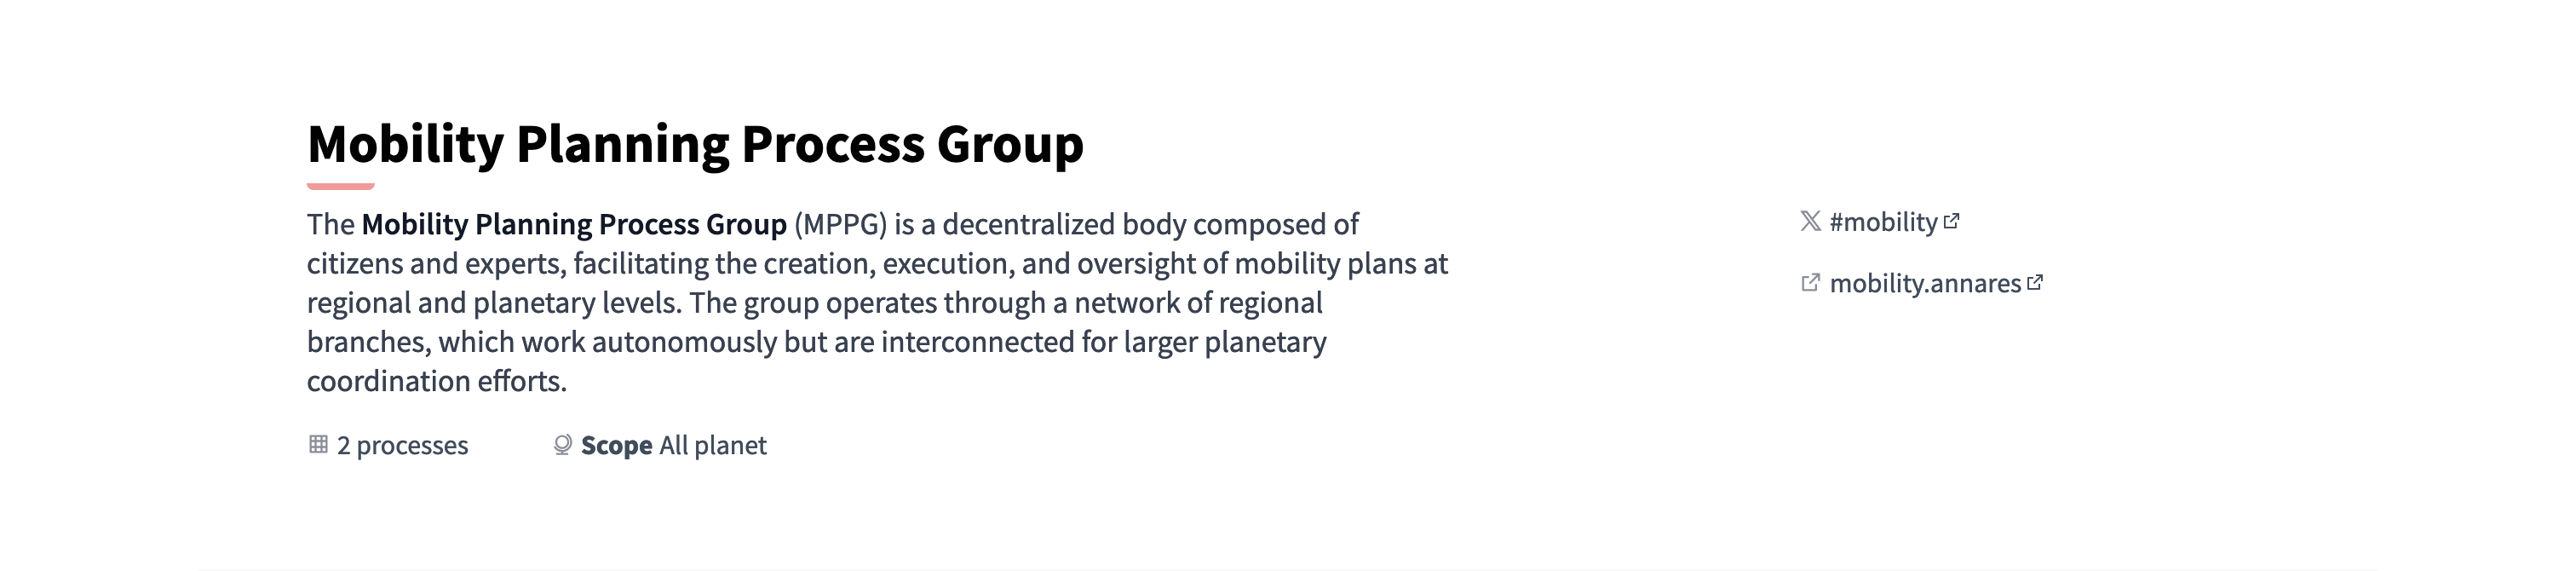 Mobility Planning Process Group
The Mobility Planning Process Group (MPPG) is a decentralized body composed of
citizens and experts, facilitating the creation, execution, and oversight of mobility plans at
regional and planetary levels. The group operates through a network of regional
branches, which work autonomously but are interconnected for larger planetary
coordination efforts.
2 processes
Scope All planet
#mobility
mobility.annares